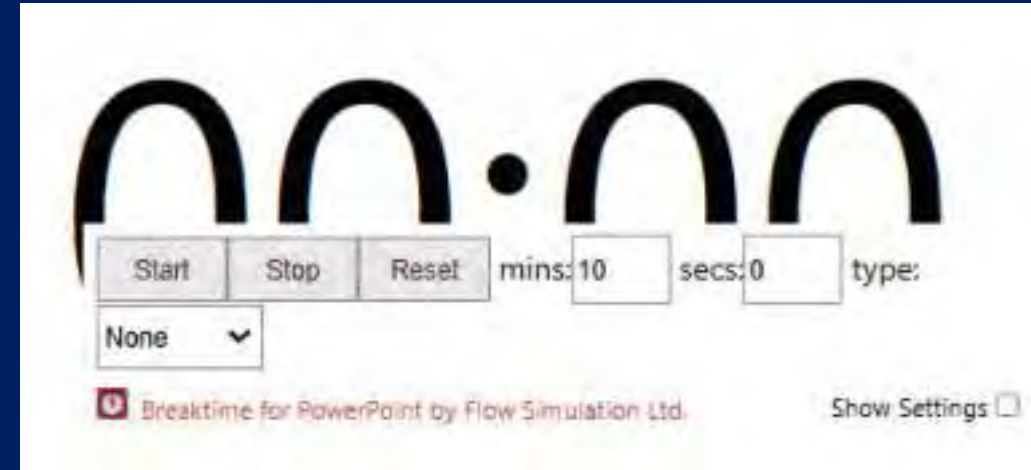 00:00
Start Stop Reset mins: 10 secs: 0 type:
None
Breaktime for PowerPoint by Flow Simulation Ltd.
Show Settings